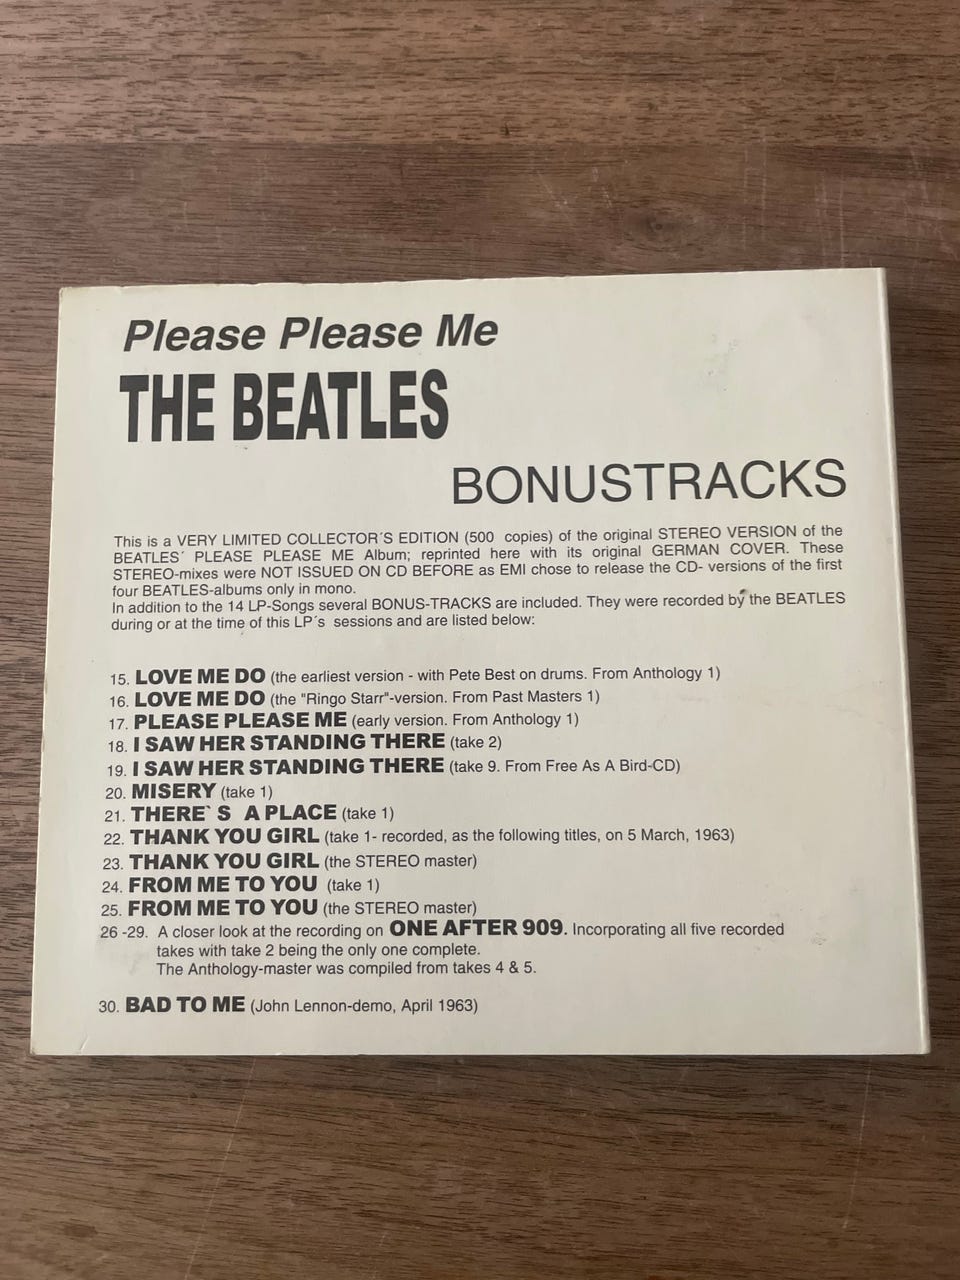 Please Please Me
THE BEATLES
BONUSTRACKS
This is a VERY LIMITED COLLECTOR´S EDITION (500 copies) of the original STEREO VERSION of the
BEATLES´ PLEASE PLEASE ME Album; reprinted here with its original GERMAN COVER. These
STEREO-mixes were NOT ISSUED ON CD BEFORE as EMI chose to release the CD- versions of the first
four BEATLES-albums only in mono.
In addition to the 14 LP-Songs several BONUS-TRACKS are included. They were recorded by the BEATLES
during or at the time of this LP´s sessions and are listed below:
15. LOVE ME DO (the earliest version - with Pete Best on drums. From Anthology 1)
16. LOVE ME DO (the "Ringo Starr"-version. From Past Masters 1)
17. PLEASE PLEASE ME (early version. From Anthology 1)
18. I SAW HER STANDING THERE (take 2)
19. I SAW HER STANDING THERE (take 9. From Free As A Bird-CD)
20. MISERY (take 1)
21. THERE`S A PLACE (take 1)
22. THANK YOU GIRL (take 1- recorded, as the following titles, on 5 March, 1963)
23. THANK YOU GIRL (the STEREO master)
24. FROM ME TO YOU (take 1)
25. FROM ME TO YOU (the STEREO master)
26 -29. A closer look at the recording on ONE AFTER 909. Incorporating all five recorded
takes with take 2 being the only one complete.
The Anthology-master was compiled from takes 4 & 5.
30. BAD TO ME (John Lennon-demo, April 1963)